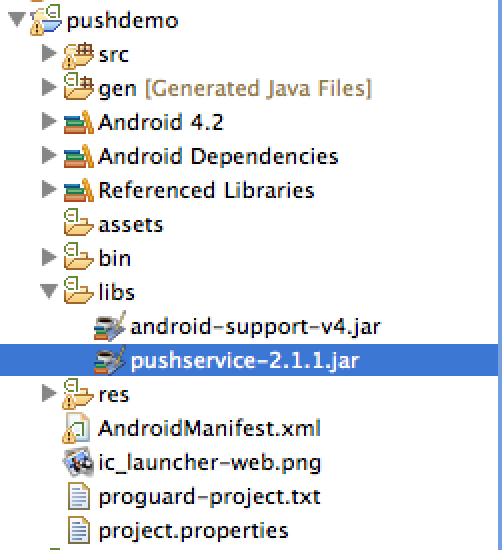 pushdemo
src
gen [Generated Java Files]
Android 4.2
Android Dependencies
Referenced Libraries
assets
bin
libs
android-support-v4.jar
pushservice-2.1.1.jar
res
AndroidManifest.xml
ic_launcher-web.png
proguard-project.txt
project.properties